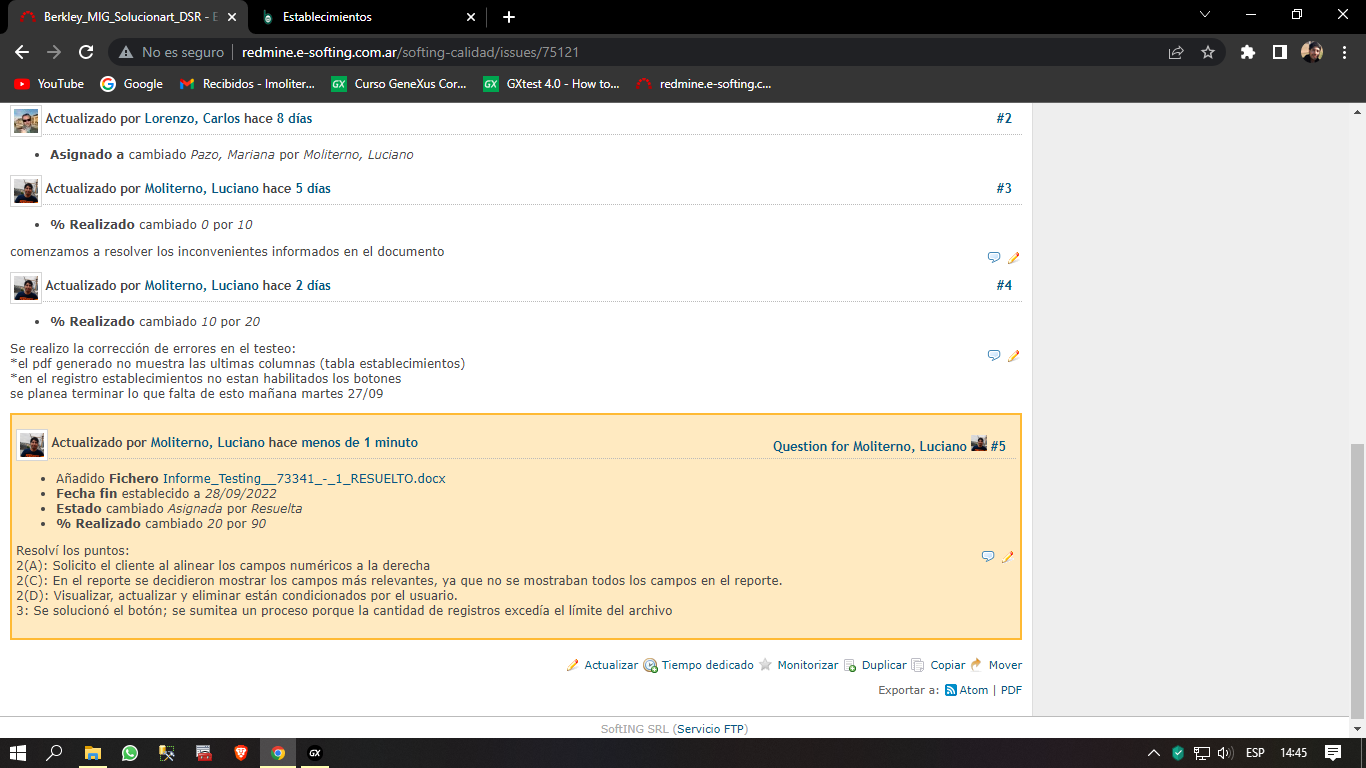 Berkley_MIG_Solucionart_DSR - E
Establecimientos
No es seguro
redmine.e-softing.com.ar/softing-calidad/issues/75121
YouTube
Google
Recibidos - lmoliter...
GX Curso GeneXus Cor...
GX GXtest 4.0 - How to...
redmine.e-softing.c...
Actualizado por Lorenzo, Carlos hace 8 días #2
• Asignado a cambiado Pazo, Mariana por Moliterno, Luciano
Actualizado por Moliterno, Luciano hace 5 días #3
• % Realizado cambiado 0 por 10
comenzamos a resolver los inconvenientes informados en el documento
Actualizado por Moliterno, Luciano hace 2 días #4
• % Realizado cambiado 10 por 20
Se realizo la corrección de errores en el testeo:
*el pdf generado no muestra las ultimas columnas (tabla establecimientos)
*en el registro establecimientos no estan habilitados los botones
se planea terminar lo que falta de esto mañana martes 27/09
Actualizado por Moliterno, Luciano hace menos de 1 minuto Question for Moliterno, Luciano #5
• Añadido Fichero Informe_Testing__73341_-_1_RESUELTO.docx
• Fecha fin establecido a 28/09/2022
• Estado cambiado Asignada por Resuelta
• % Realizado cambiado 20 por 90
Resolví los puntos:
2(A): Solicito el cliente al alinear los campos numéricos a la derecha
2(C): En el reporte se decidieron mostrar los campos más relevantes, ya que no se mostraban todos los campos en el reporte.
2(D): Visualizar, actualizar y eliminar están condicionados por el usuario.
3: Se solucionó el botón; se sumitea un proceso porque la cantidad de registros excedía el límite del archivo
Actualizar Tiempo dedicado Monitorizar Duplicar Copiar Mover
Exportar a: Atom | PDF
SoftING SRL (Servicio FTP)
GX
ESP 14:45